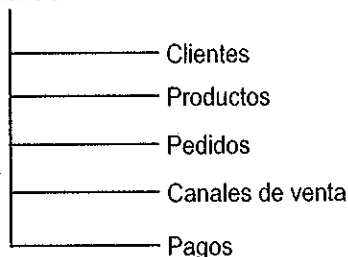 Clientes
Productos
Pedidos
Canales de venta
Pagos